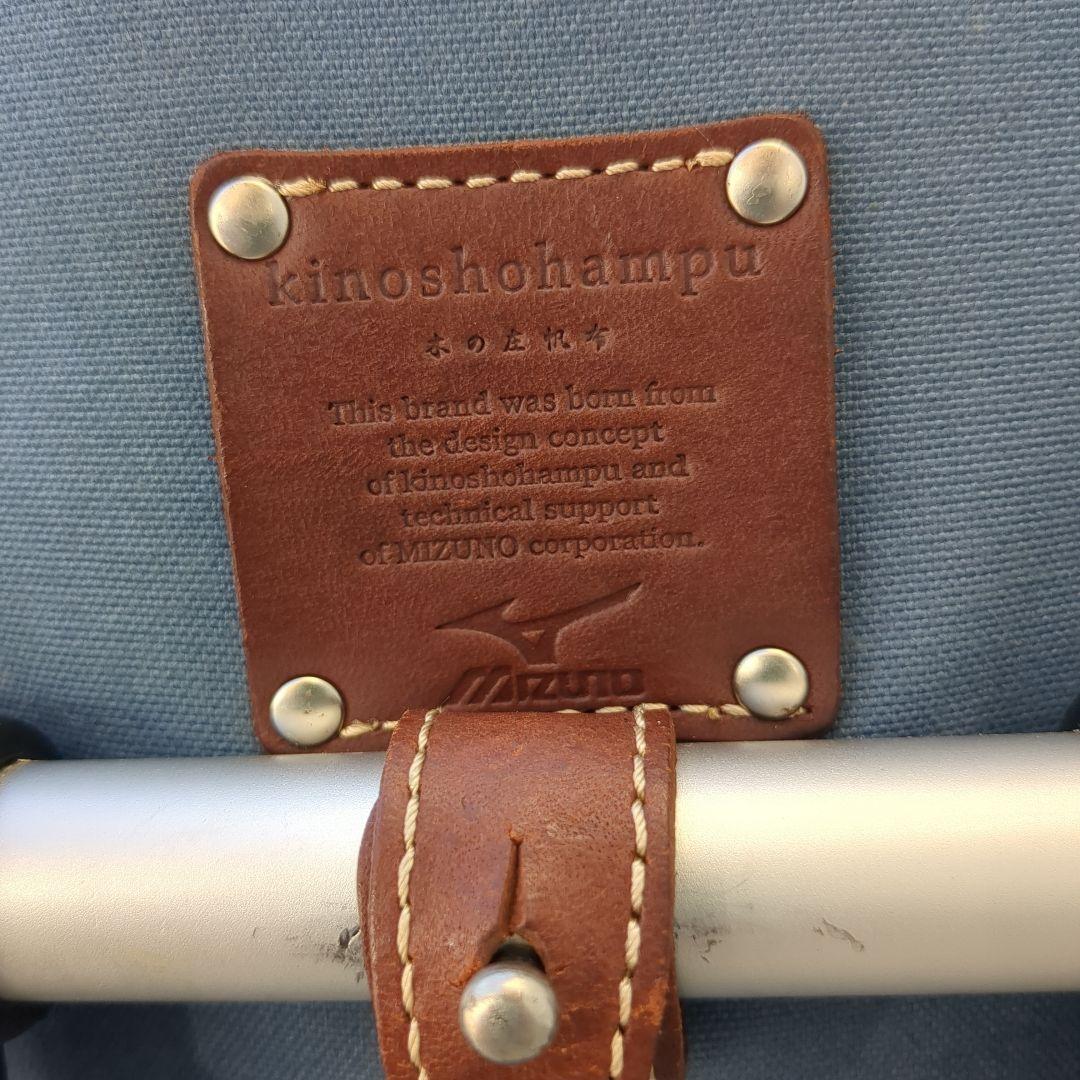 kinoshohampu
木の庄帆布
This brand was born from
the design concept
of kinoshohampu and
technical support
of MIZUNO corporation.
MIZUNO